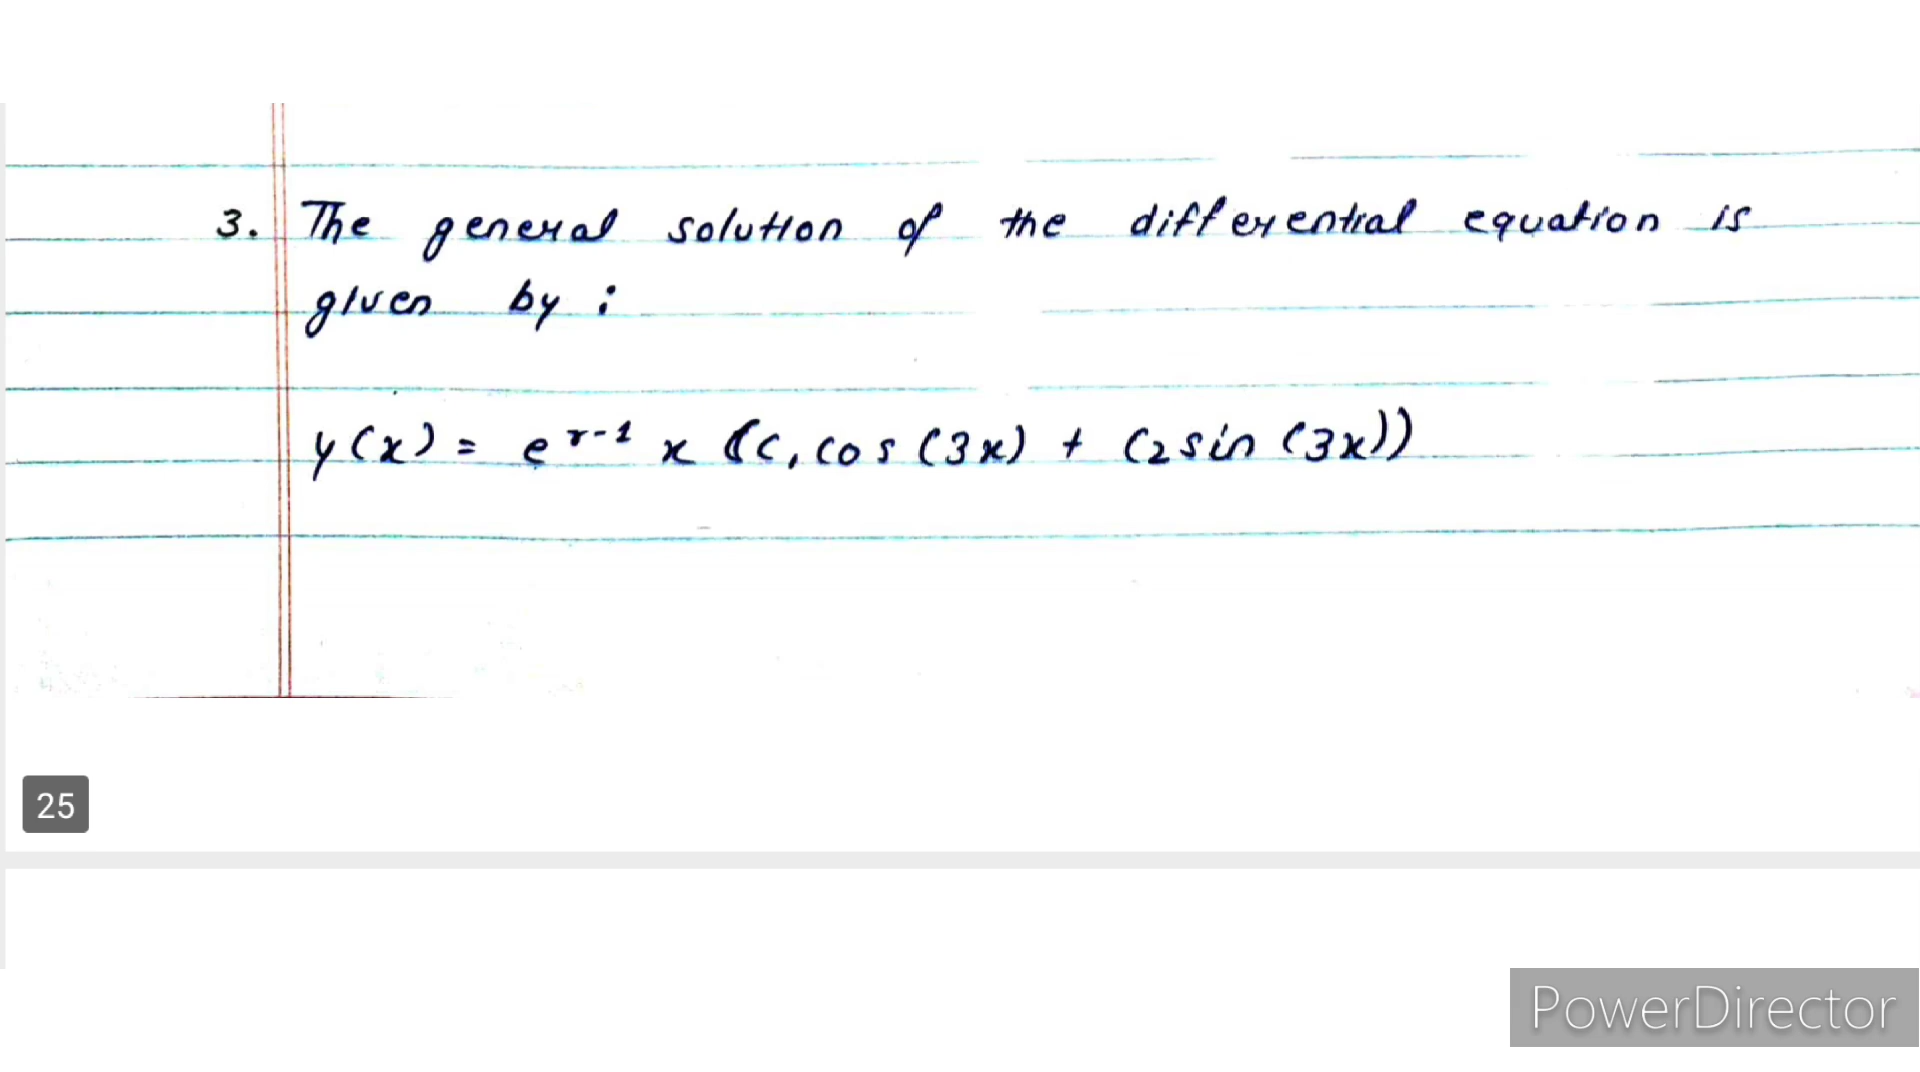 3. The general solution of the differential equation is
given by :
y(x) = e r-1 x (c1 cos (3x) + c2 sin (3x))
25
PowerDirector